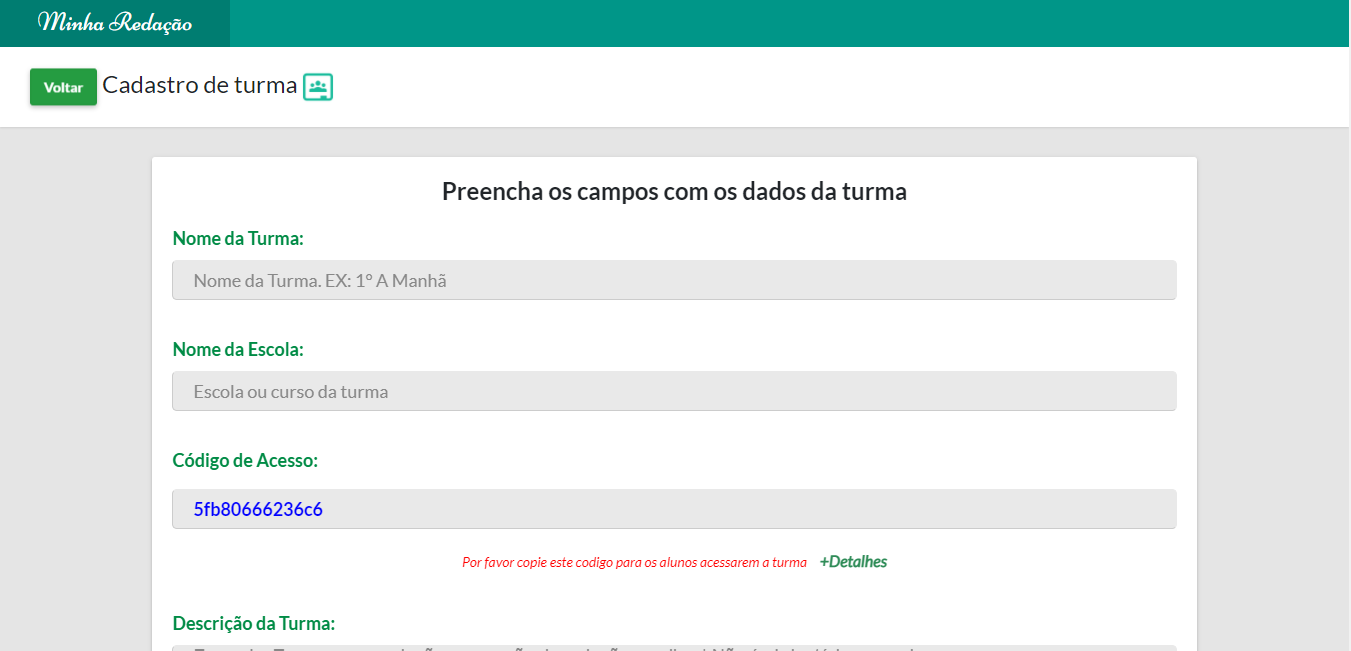 Minha Redação
Voltar Cadastro de turma
Preencha os campos com os dados da turma
Nome da Turma:
Nome da Turma. EX: 1° A Manhã
Nome da Escola:
Escola ou curso da turma
Código de Acesso:
5fb80666236c6
Por favor copie este codigo para os alunos acessarem a turma +Detalhes
Descrição da Turma: